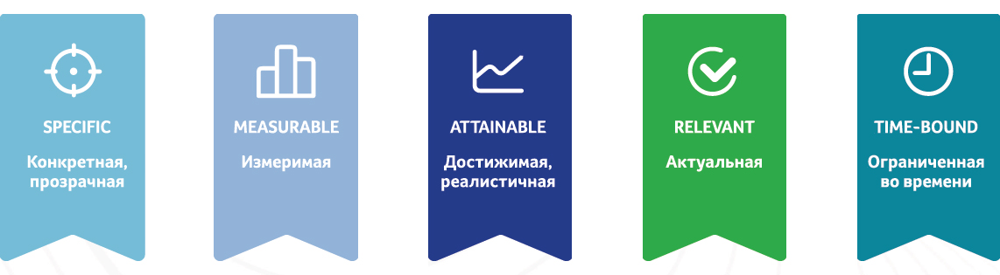 SPECIFIC
Конкретная,
прозрачная
MEASURABLE
Измеримая
ATTAINABLE
Достижимая,
реалистичная
RELEVANT
Актуальная
TIME-BOUND
Ограниченная
во времени